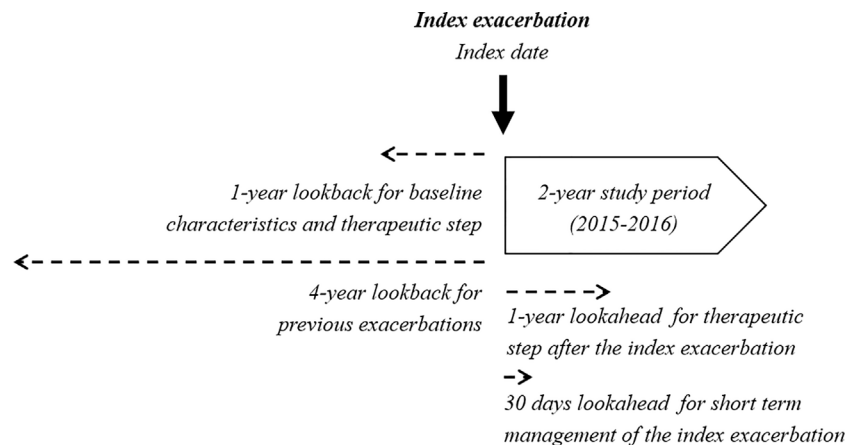 Index exacerbation
Index date
1-year lookback for baseline
characteristics and therapeutic step
2-year study period
(2015-2016)
4-year lookback for
previous exacerbations
1-year lookahead for therapeutic
step after the index exacerbation
30 days lookahead for short term
management of the index exacerbation